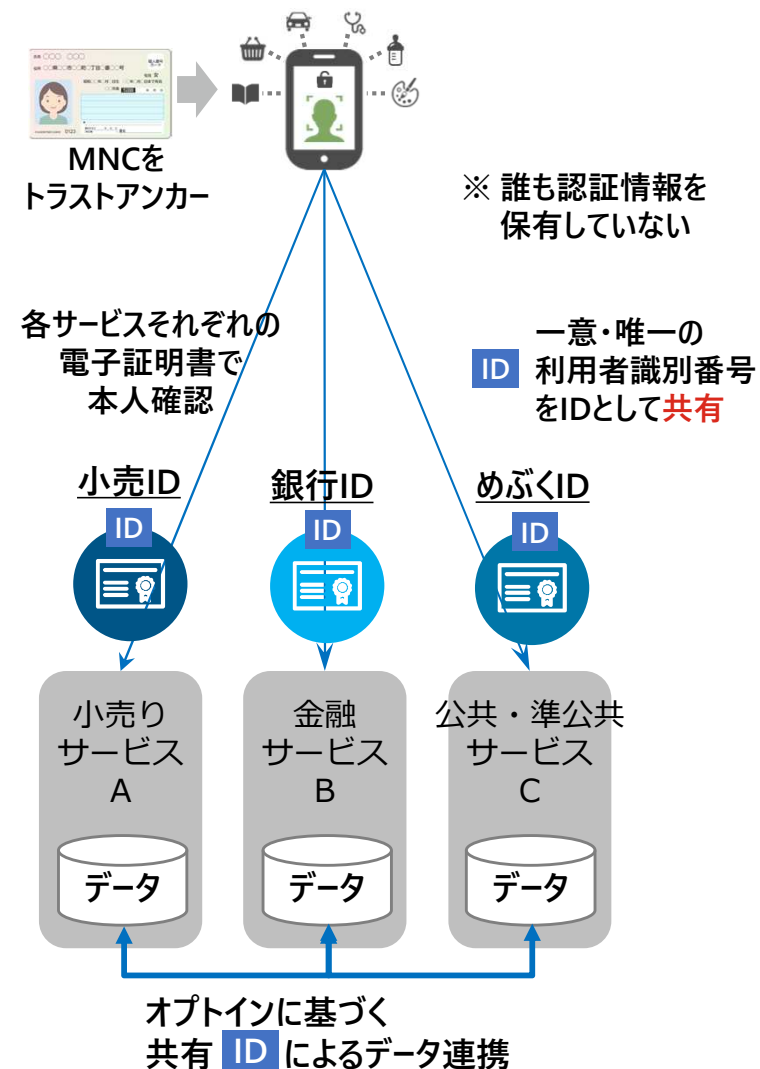 MNCを
トラストアンカー
※ 誰も認証情報を
保有していない
各サービスそれぞれの
電子証明書で
本人確認
一意・唯一の
ID 利用者識別番号
をIDとして共有
小売ID
銀行ID
めぶくID
ID
ID
ID
小売り
サービス
A
金融
サービス
B
公共・準公共
サービス
C
データ
データ
データ
オプトインに基づく
共有 ID によるデータ連携